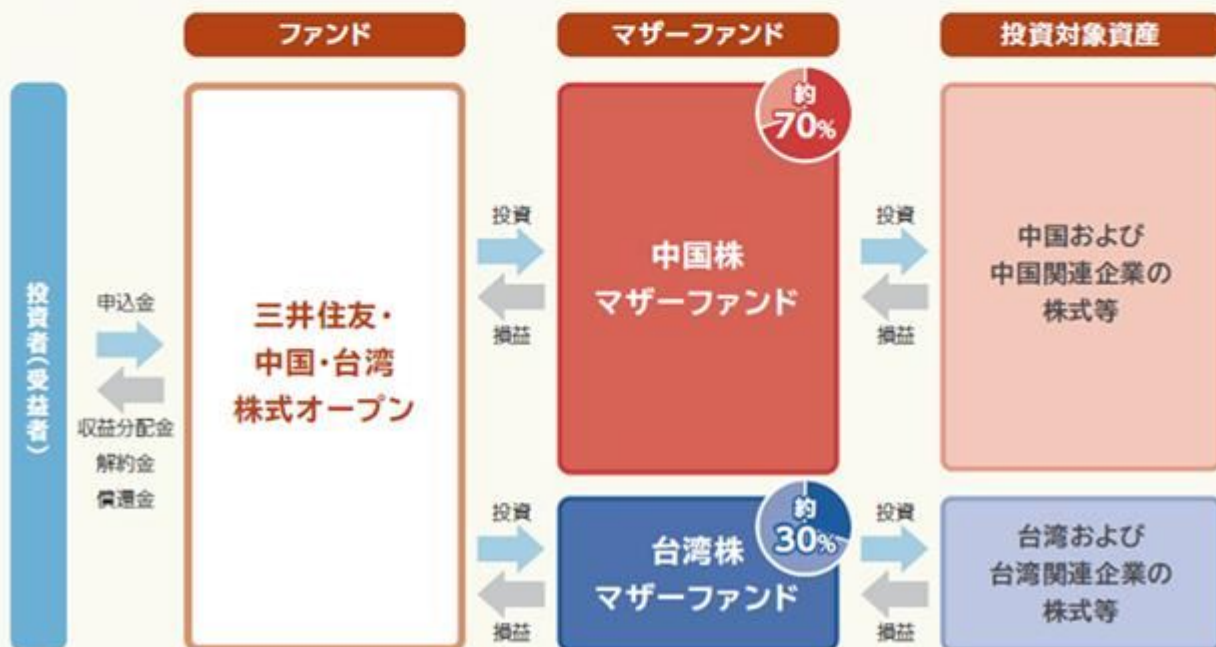 ファンド
マザーファンド
投資対象資産
投資者(受益者)
申込金
収益分配金
解約金
償還金
三井住友・
中国・台湾
株式オープン
投資
損益
約
70%
中国株
マザーファンド
投資
損益
中国および
中国関連企業の
株式等
投資
損益
約
30%
台湾株
マザーファンド
投資
損益
台湾および
台湾関連企業の
株式等